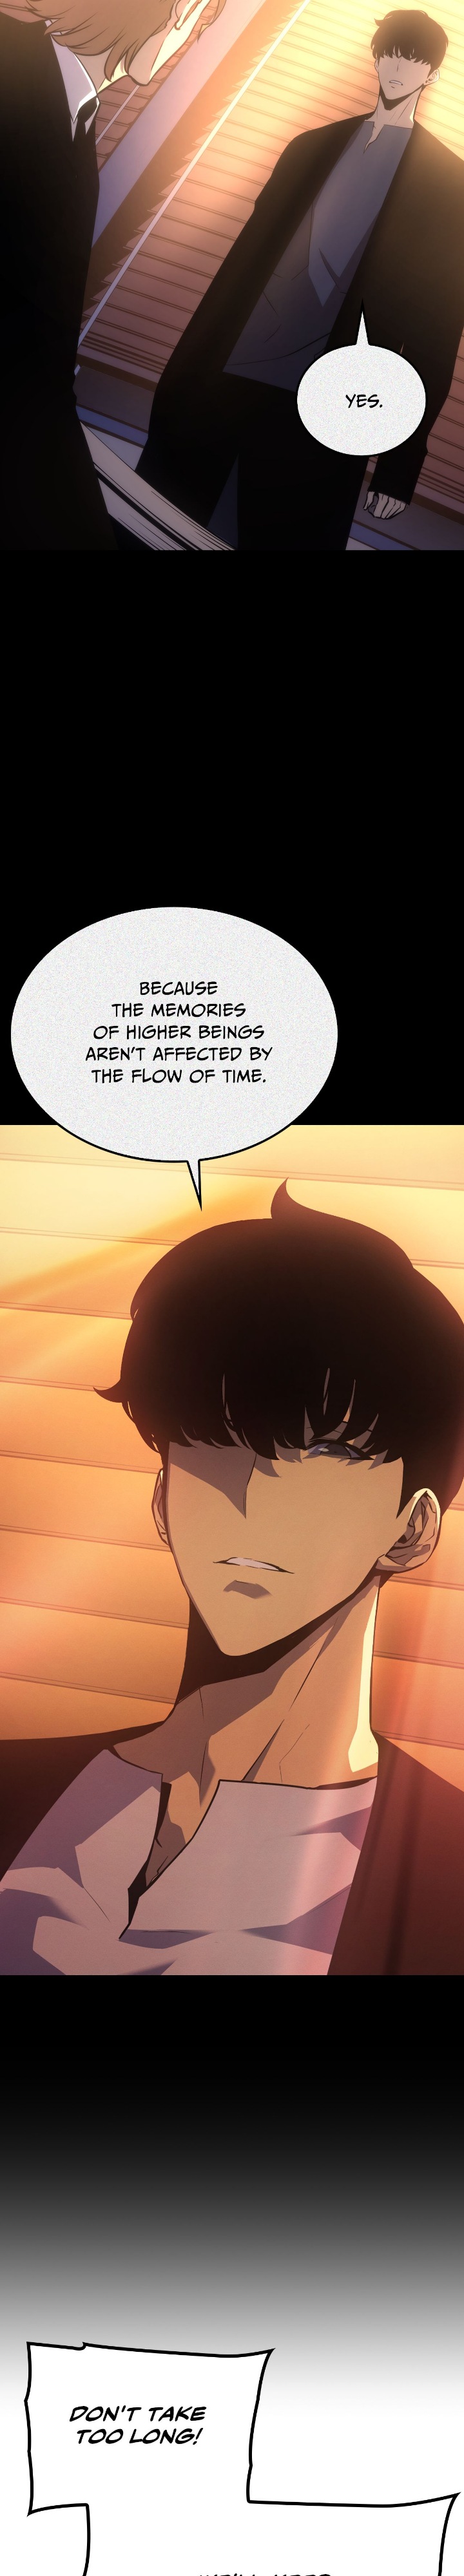 YES.
BECAUSE
THE MEMORIES
OF HIGHER BEINGS
AREN'T AFFECTED BY
THE FLOW OF TIME.
DON'T TAKE
TOO LONG!